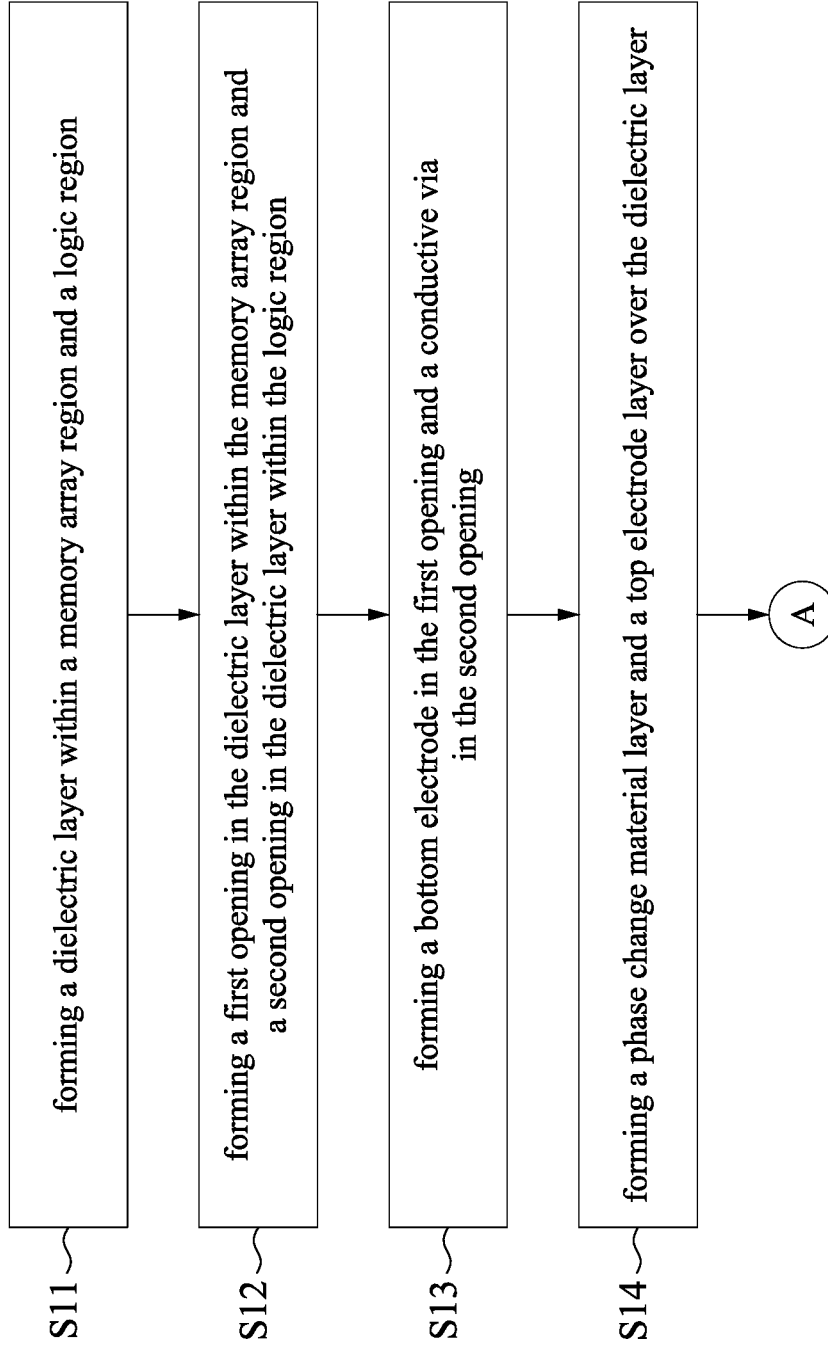 S11
forming a dielectric layer within a memory array region and a logic region
S12
forming a first opening in the dielectric layer within the memory array region and
a second opening in the dielectric layer within the logic region
S13
forming a bottom electrode in the first opening and a conductive via
in the second opening
S14
forming a phase change material layer and a top electrode layer over the dielectric layer
A